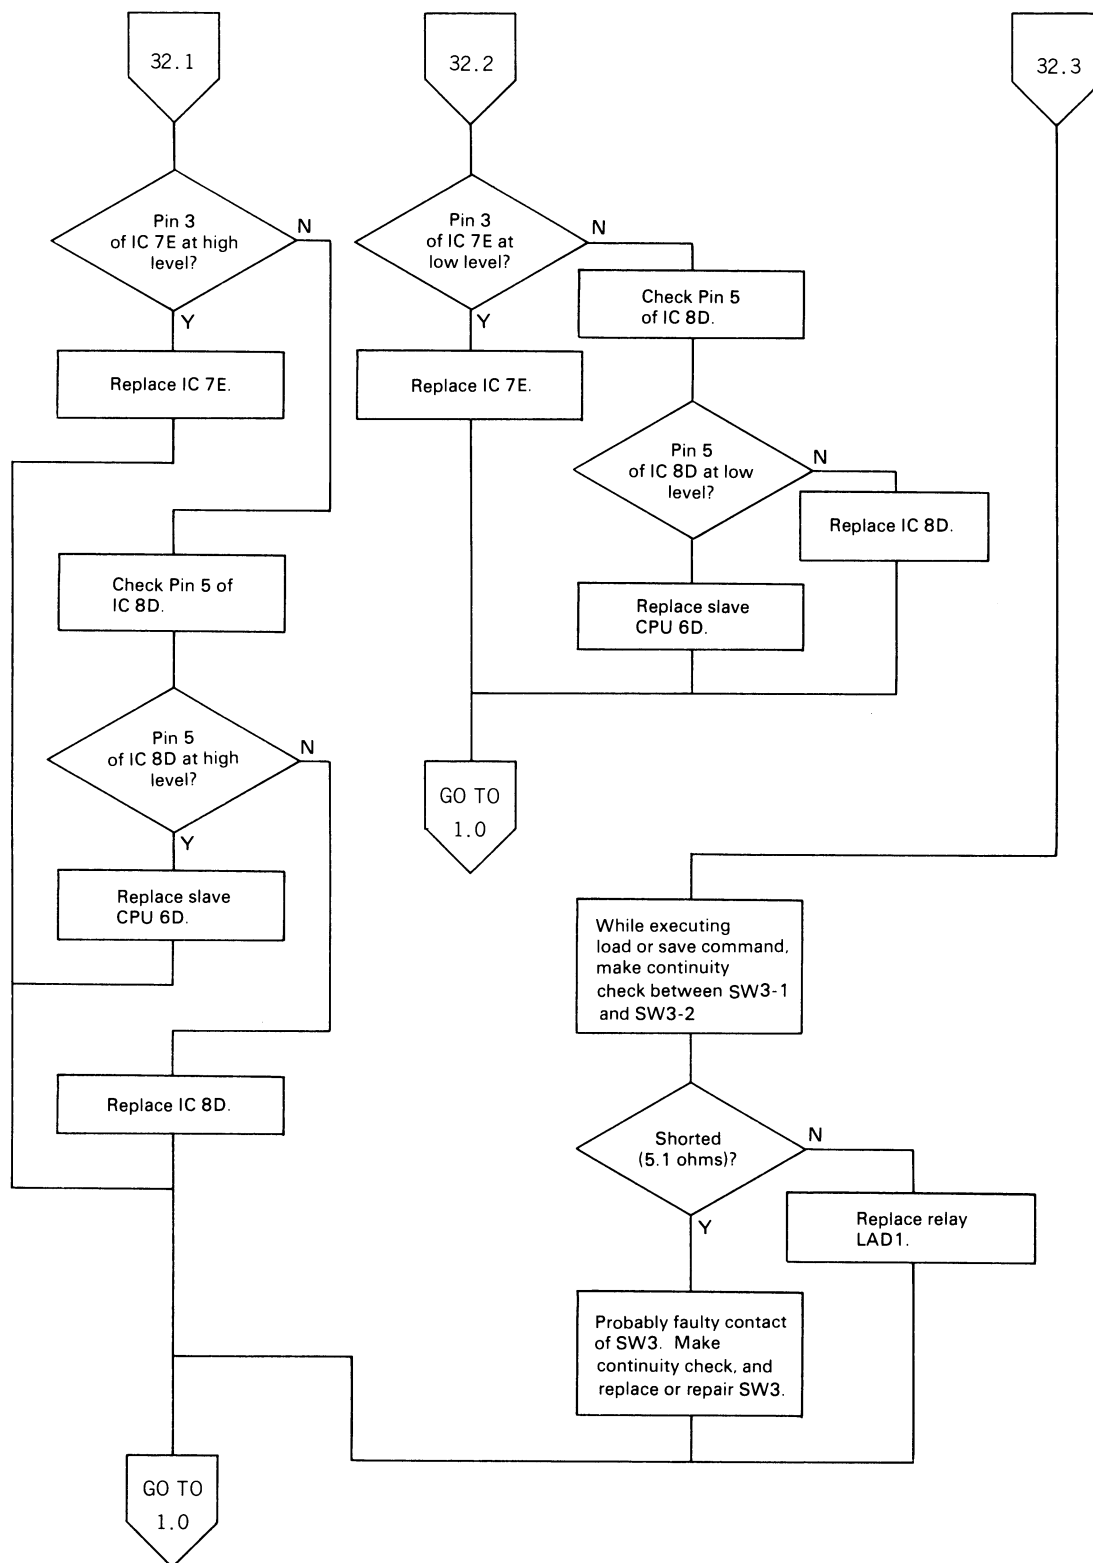 32.1
Pin 3
of IC 7E at high
level?
N
Y
Replace IC 7E.
Check Pin 5 of
IC 8D.
Pin 5
of IC 8D at high
level?
N
Y
Replace slave
CPU 6D.
Replace IC 8D.
GO TO
1.0
32.2
Pin 3
of IC 7E at
low level?
N
Y
Replace IC 7E.
Check Pin 5
of IC 8D.
Pin 5
of IC 8D at low
level?
N
Replace IC 8D.
Replace slave
CPU 6D.
GO TO
1.0
32.3
While executing
load or save command,
make continuity
check between SW3-1
and SW3-2
Shorted
(5.1 ohms)?
N
Y
Replace relay
LAD1.
Probably faulty contact
of SW3. Make
continuity check, and
replace or repair SW3.